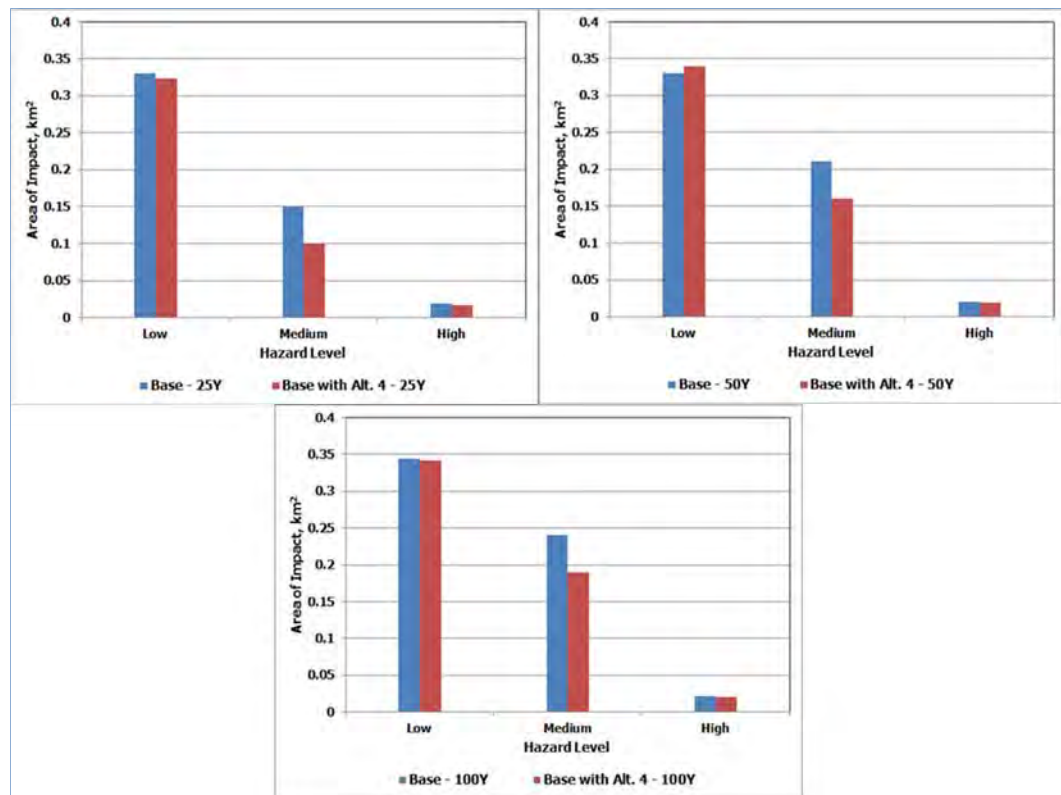 0.4
0.35
0.3
0.25
0.2
0.15
0.1
0.05
0
Area of Impact, km²
Low Medium High
Hazard Level
Base - 25Y Base with Alt. 4 - 25Y
0.4
0.35
0.3
0.25
0.2
0.15
0.1
0.05
0
Area of Impact, km²
Low Medium High
Hazard Level
Base - 50Y Base with Alt. 4 - 50Y
0.4
0.35
0.3
0.25
0.2
0.15
0.1
0.05
0
Area of Impact, km²
Low Medium High
Hazard Level
Base - 100Y Base with Alt. 4 - 100Y